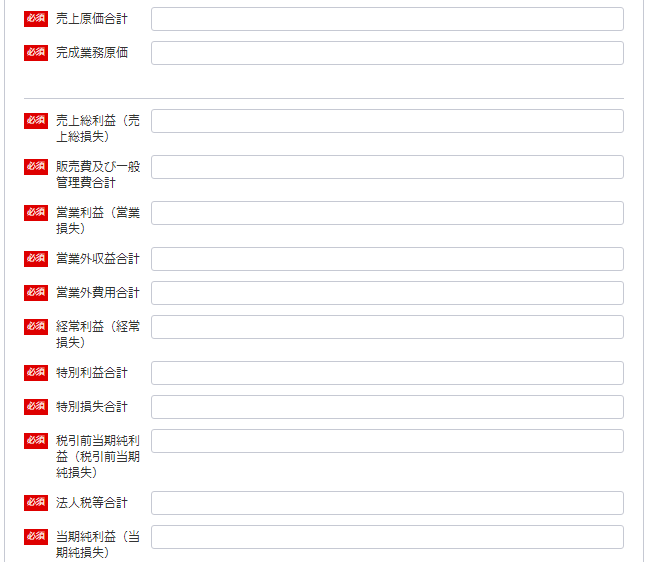 必須 売上原価合計
必須 完成業務原価
必須 売上総利益（売
上総損失）
必須 販売費及び一般
管理費合計
必須 営業利益（営業
損失）
必須 営業外収益合計
必須 営業外費用合計
必須 経常利益（経常
損失）
必須 特別利益合計
必須 特別損失合計
必須 税引前当期純利
益（税引前当期
純損失）
必須 法人税等合計
必須 当期純利益（当
期純損失）